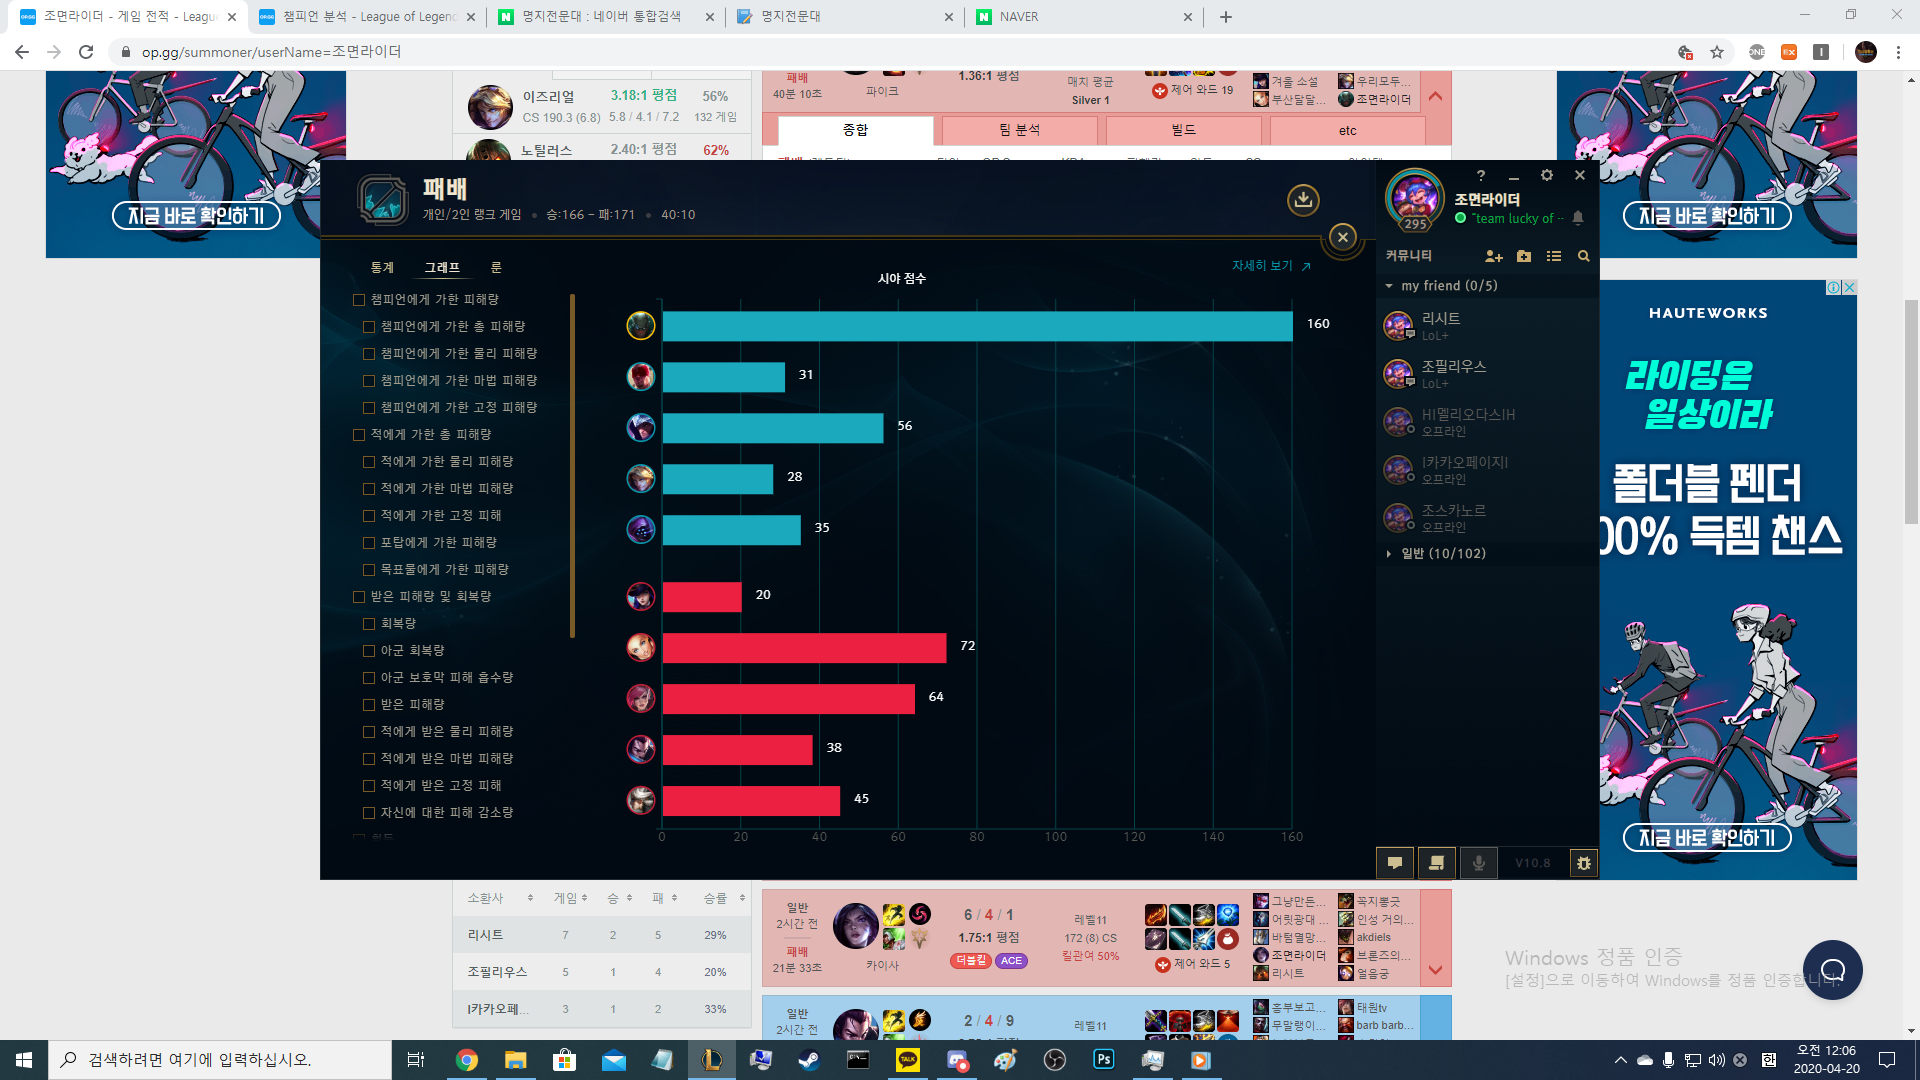 조면라이더 - 게임 전적 - Leagu
챔피언 분석 - League of Legend
명지전문대 : 네이버 통합검색
명지전문대
NAVER
op.gg/summoner/userName=조면라이더
지금 바로 확인하기
이즈리얼
3.18:1 평점
56%
CS 190.3 (6.8)
5.8 / 4.1 / 7.2
132 게임
노틸러스
2.40:1 평점
62%
패배
40분 10초
파이크
1.36:1 평점
매치 평균
Silver 1
제어 와드 19
겨울 소설
부산달달...
우리모두...
조면라이더
종합
팀 분석
빌드
etc
지금 바로 확인하기
패배
개인/2인 랭크 게임 • 승:166 – 패:171 • 40:10
통계
그래프
룬
시야 점수
자세히 보기
챔피언에게 가한 피해량
챔피언에게 가한 총 피해량
챔피언에게 가한 물리 피해량
챔피언에게 가한 마법 피해량
챔피언에게 가한 고정 피해량
적에게 가한 총 피해량
적에게 가한 물리 피해량
적에게 가한 마법 피해량
적에게 가한 고정 피해
포탑에게 가한 피해량
목표물에게 가한 피해량
받은 피해량 및 회복량
회복량
아군 회복량
아군 보호막 피해 흡수량
받은 피해량
적에게 받은 물리 피해량
적에게 받은 마법 피해량
적에게 받은 고정 피해
자신에 대한 피해 감소량
160
31
56
28
35
20
72
64
38
45
0 20 40 60 80 100 120 140 160
295
조면라이더
"team lucky of ··
커뮤니티
my friend (0/5)
리시트
LoL+
조필리우스
LoL+
HI멜리오다스IH
오프라인
I카카오페이지I
오프라인
조스카노르
오프라인
일반 (10/102)
V10.8
HAUTEWORKS
라이딩은
일상이라
폴더블 펜더
00% 득템 챈스
지금 바로 확인하기
소환사
게임
승
패
승률
리시트 7 2 5 29%
조필리우스 5 1 4 20%
I카카오페... 3 1 2 33%
일반
2시간 전
패배
21분 33초
카이사
6 / 4 / 1
1.75:1 평점
더블킬
ACE
레벨11
172 (8) CS
킬관여 50%
제어 와드 5
그냥만든...
어릿광대 ...
바텀멸망...
조면라이더
리시트
꼭지뽕긋
인성 거의...
akdiels
브론즈의...
얼음궁
일반
2시간 전
2 / 4 / 9
레벨11
흥부보고...
무말랭이...
태원tv
barb barb...
Windows 정품 인증
[설정]으로 이동하여 Windows를 정품 인증합니다.
검색하려면 여기에 입력하십시오.
TALK
Ps
한
오전 12:06
2020-04-20